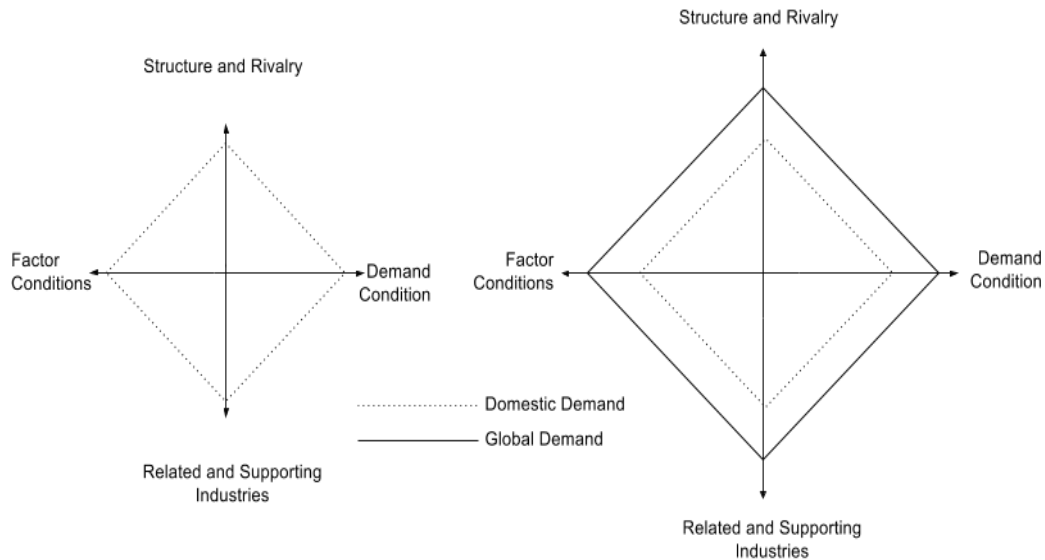 Structure and Rivalry
Factor
Conditions
Demand
Condition
Related and Supporting
Industries
Domestic Demand
Global Demand
Structure and Rivalry
Factor
Conditions
Demand
Condition
Related and Supporting
Industries